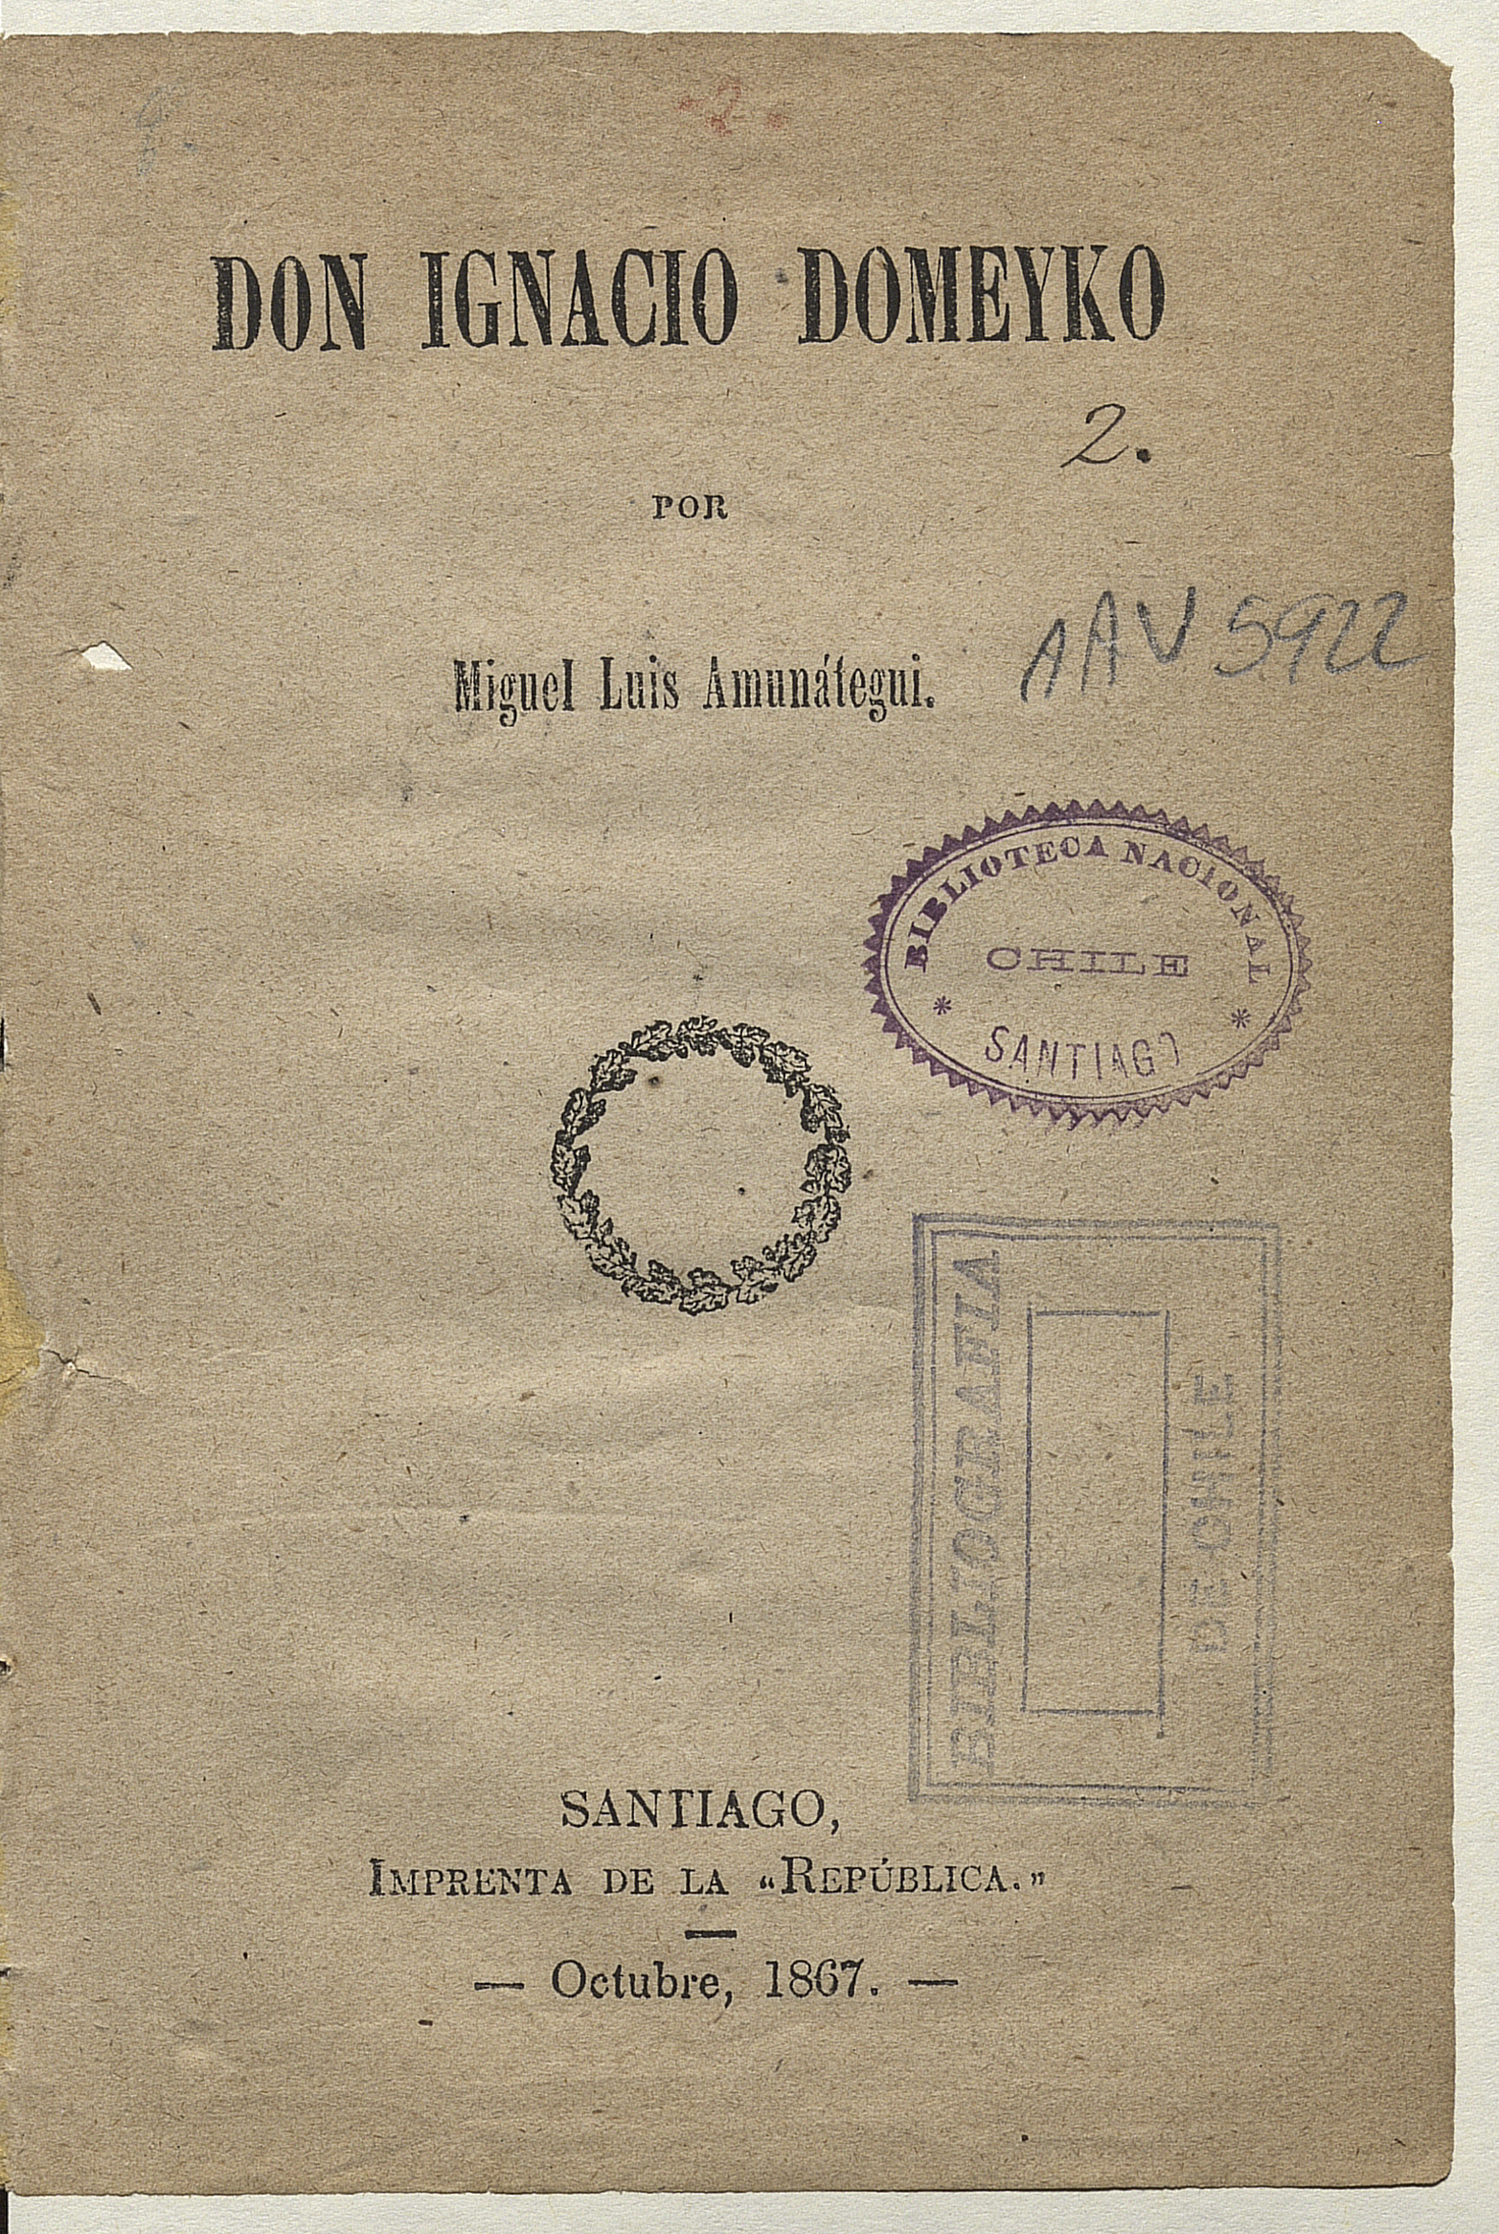 2.
DON IGNACIO DOMEYKO
2.
POR
AAV 5922
Miguel Luis Amunátegui.
BIBLIOTECA NACIONAL
CHILE
* SANTIAGO *
BIBLIOGRAFIA
DE CHILE
SANTIAGO,
IMPRENTA DE LA “REPÚBLICA.”
— Octubre, 1867. —